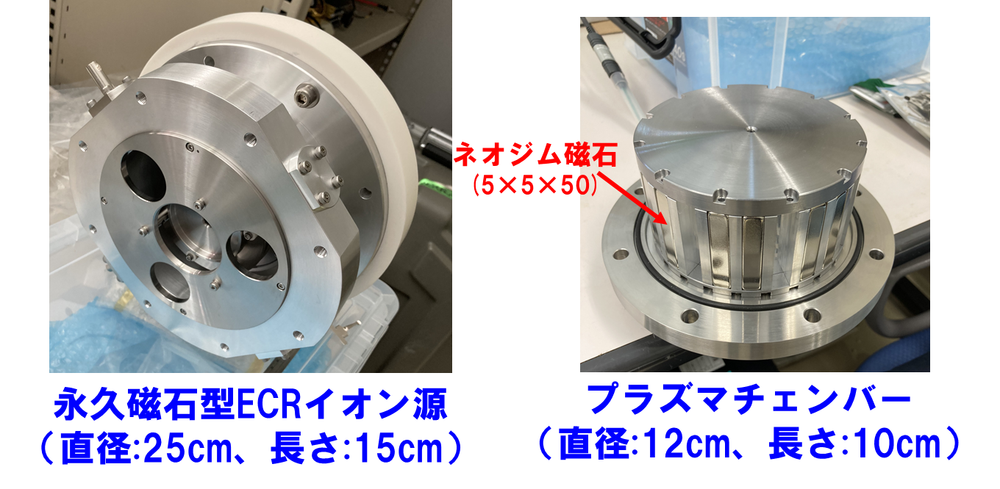 ネオジム磁石
(5×5×50)
永久磁石型ECRイオン源
（直径:25cm、長さ:15cm）
プラズマチェンバー
（直径:12cm、長さ:10cm）